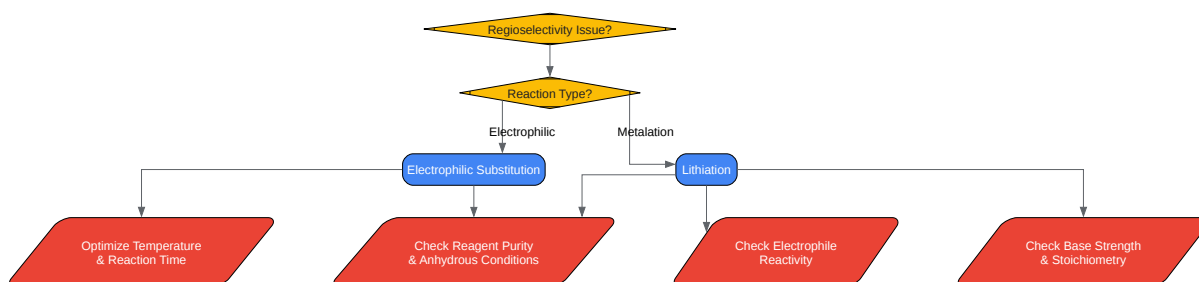 Regioselectivity Issue?
Reaction Type?
Electrophilic
Metalation
Electrophilic Substitution
Lithiation
Optimize Temperature
& Reaction Time
Check Reagent Purity
& Anhydrous Conditions
Check Electrophile
Reactivity
Check Base Strength
& Stoichiometry